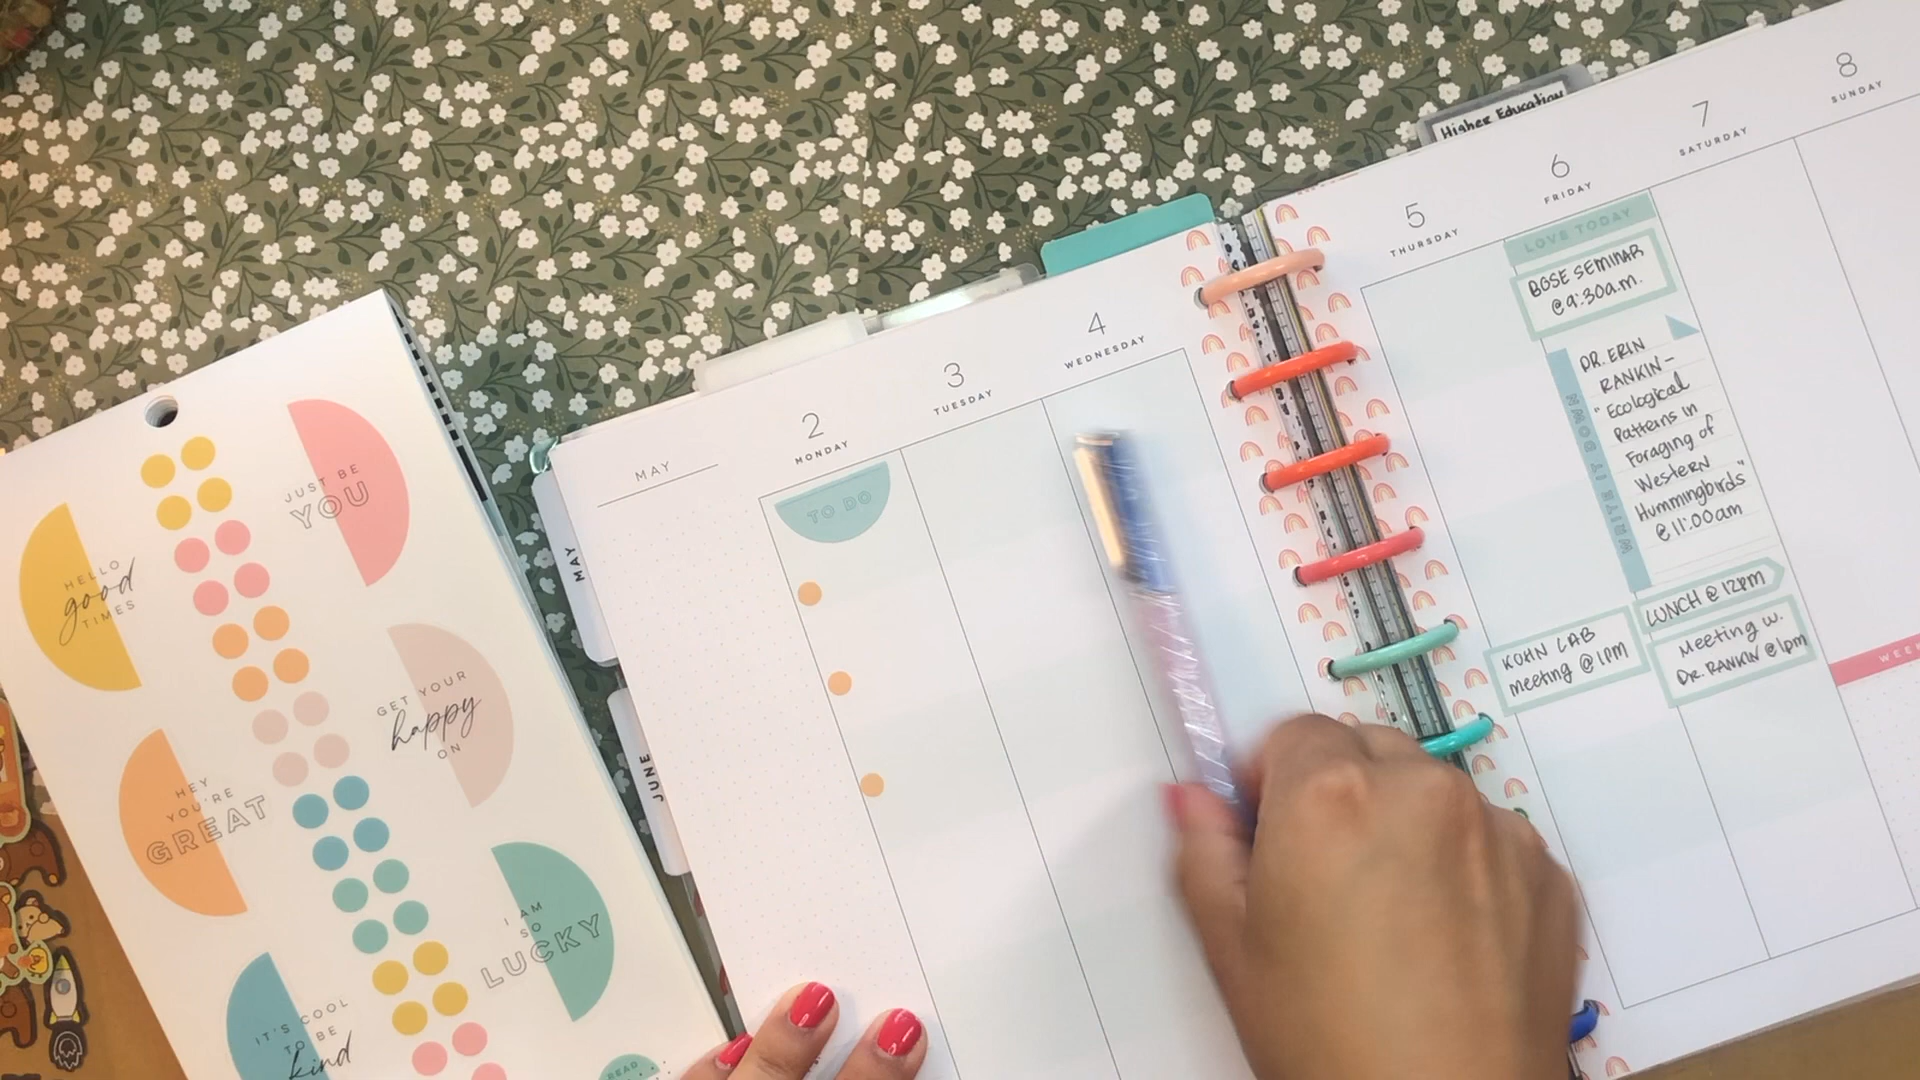 JUST BE
YOU
HELLO
good
TIMES
GET YOUR
happy
ON
HEY
YOU'RE
GREAT
I AM
SO
LUCKY
IT'S COOL
TO BE
kind
READ
MAY
JUNE
MAY
2
MONDAY
TO DO
3
TUESDAY
4
WEDNESDAY
Higher Education
5
THURSDAY
KOHN LAB
meeting @ 1pm
6
FRIDAY
LOVE TODAY
BGSE SEMINAR
@ 9:30a.m.
WRITE IT DOWN
DR. ERIN
RANKIN -
"Ecological
Patterns in
Foraging of
Western
Hummingbirds"
@ 11:00am
LUNCH @ 12pm
Meeting w.
Dr. RANKIN @ 1pm
7
SATURDAY
8
SUNDAY